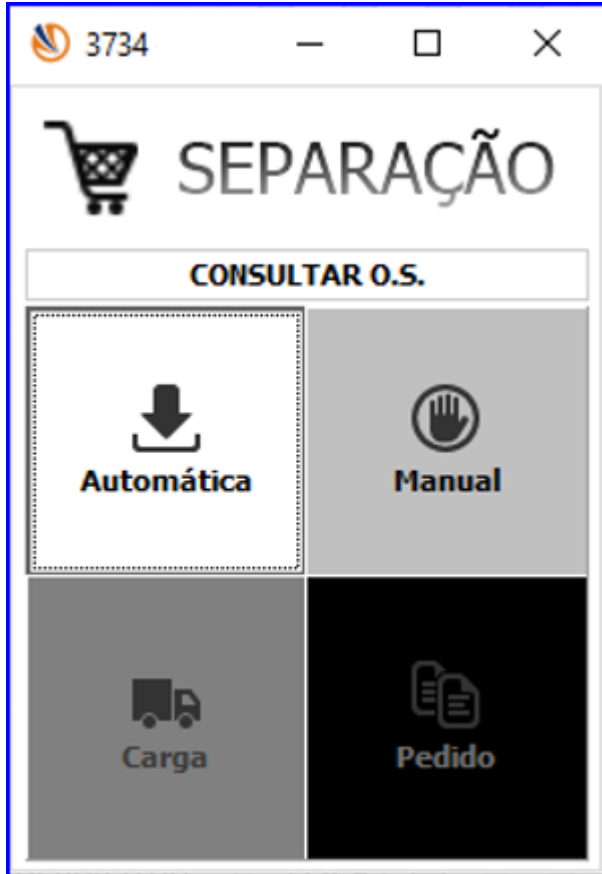 3734
SEPARAÇÃO
CONSULTAR O.S.
Automática
Manual
Carga
Pedido